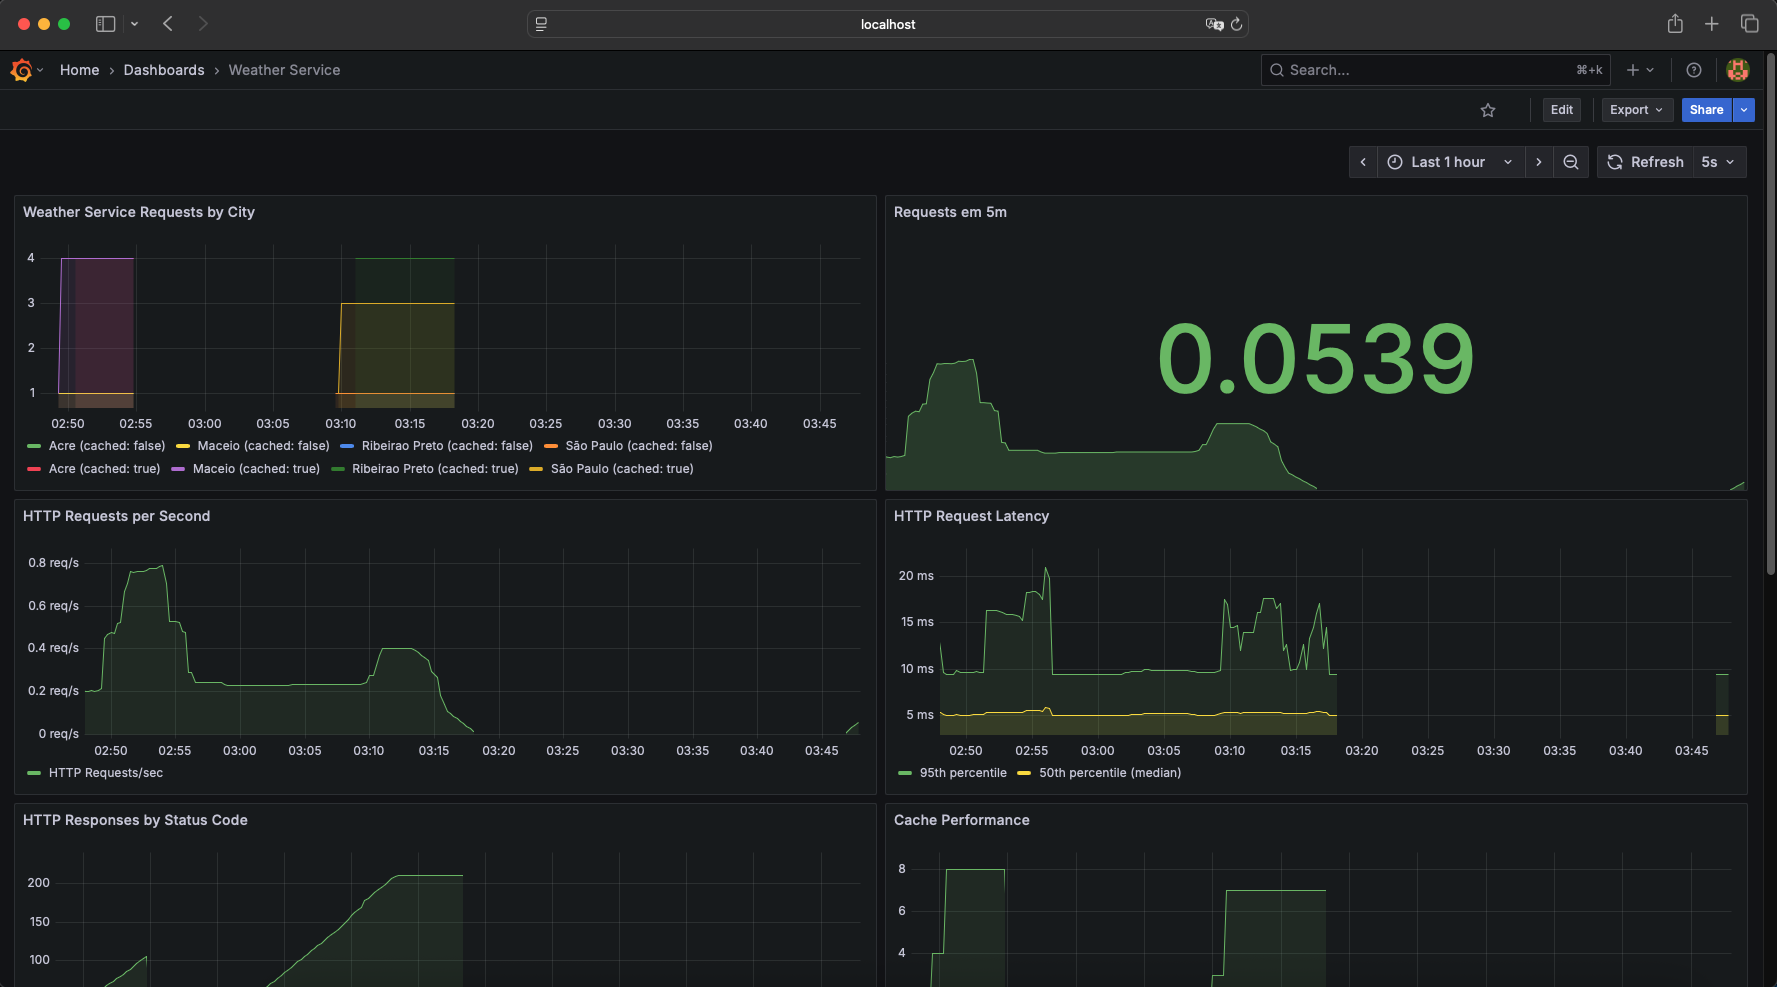 localhost
Home › Dashboards › Weather Service
Search... ⌘+k
Edit Export Share
Last 1 hour Refresh 5s
Weather Service Requests by City
4
3
2
1
02:50 02:55 03:00 03:05 03:10 03:15 03:20 03:25 03:30 03:35 03:40 03:45
Acre (cached: false) Maceio (cached: false) Ribeirao Preto (cached: false) São Paulo (cached: false)
Acre (cached: true) Maceio (cached: true) Ribeirao Preto (cached: true) São Paulo (cached: true)
Requests em 5m
0.0539
HTTP Requests per Second
0.8 req/s
0.6 req/s
0.4 req/s
0.2 req/s
0 req/s
02:50 02:55 03:00 03:05 03:10 03:15 03:20 03:25 03:30 03:35 03:40 03:45
HTTP Requests/sec
HTTP Request Latency
20 ms
15 ms
10 ms
5 ms
02:50 02:55 03:00 03:05 03:10 03:15 03:20 03:25 03:30 03:35 03:40 03:45
95th percentile 50th percentile (median)
HTTP Responses by Status Code
200
150
100
Cache Performance
8
6
4